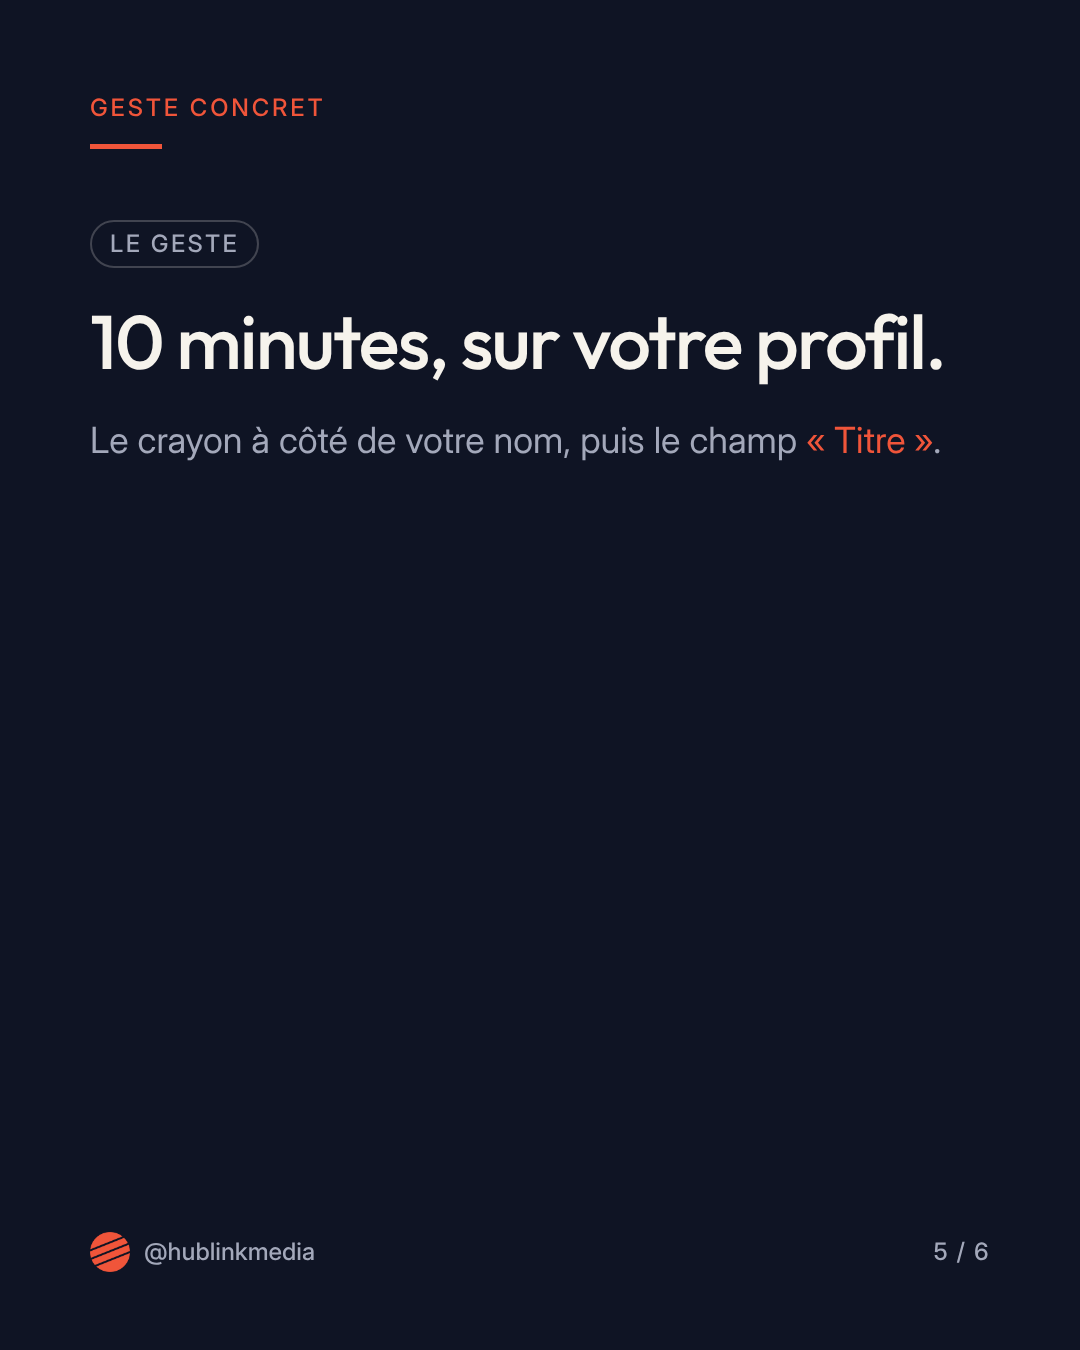 GESTE CONCRET
LE GESTE
10 minutes, sur votre profil.
Le crayon à côté de votre nom, puis le champ « Titre ».
@hublinkmedia
5 / 6